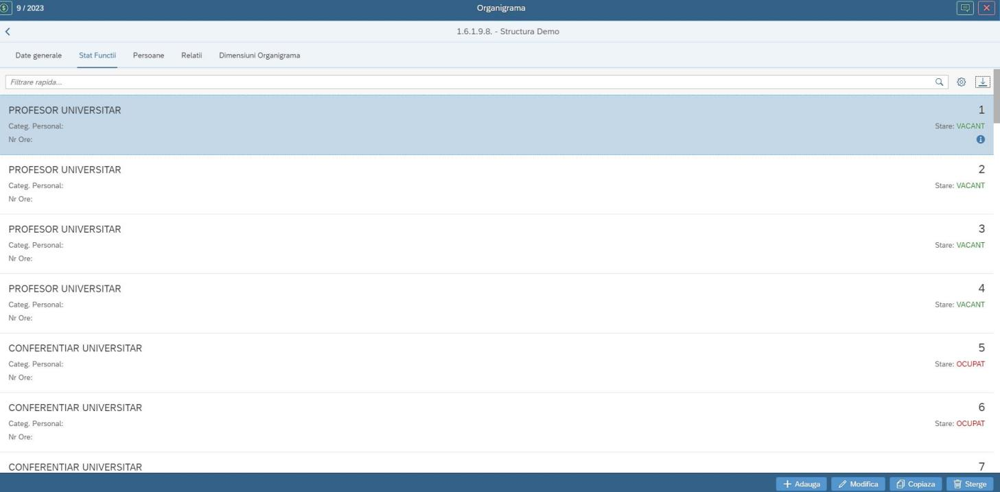 9 / 2023 Organigrama
1.6.1.9.8. - Structura Demo
Date generale Stat Functii Persoane Relatii Dimensiuni Organigrama
Filtrare rapida...
PROFESOR UNIVERSITAR 1
Categ. Personal: Stare: VACANT
Nr Ore:
PROFESOR UNIVERSITAR 2
Categ. Personal: Stare: VACANT
Nr Ore:
PROFESOR UNIVERSITAR 3
Categ. Personal: Stare: VACANT
Nr Ore:
PROFESOR UNIVERSITAR 4
Categ. Personal: Stare: VACANT
Nr Ore:
CONFERENTIAR UNIVERSITAR 5
Categ. Personal: Stare: OCUPAT
Nr Ore:
CONFERENTIAR UNIVERSITAR 6
Categ. Personal: Stare: OCUPAT
Nr Ore:
CONFERENTIAR UNIVERSITAR 7
Adauga Modifica Copiaza Sterge